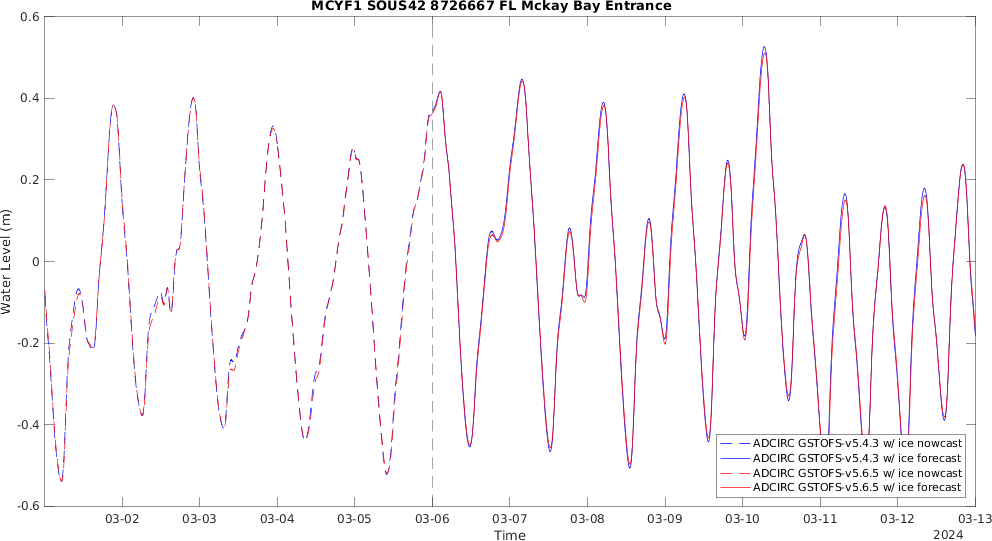 MCYF1 SOUS42 8726667 FL Mckay Bay Entrance
0.6
0.4
0.2
0
-0.2
-0.4
-0.6
Water Level (m)
ADCIRC GSTOFS-v5.4.3 w/ ice nowcast
ADCIRC GSTOFS-v5.4.3 w/ ice forecast
ADCIRC GSTOFS-v5.6.5 w/ ice nowcast
ADCIRC GSTOFS-v5.6.5 w/ ice forecast
03-02 03-03 03-04 03-05 03-06 03-07 03-08 03-09 03-10 03-11 03-12 03-13
Time
2024